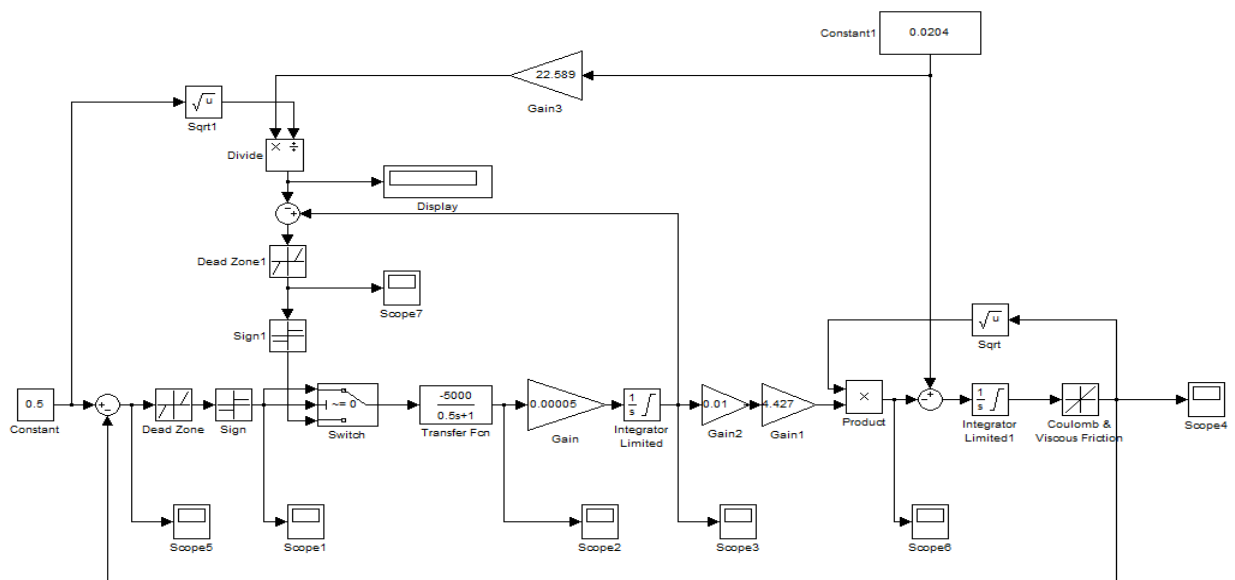 Constant1
0.0204
22.589
Gain3
√u
Sqrt1
Divide
× ÷
Display
− +
Dead Zone1
Scope7
Sign1
√u
Sqrt
0.5
Constant
−
Dead Zone
Sign
~= 0
Switch
-5000
0.5s+1
Transfer Fcn
0.00005
Gain
1
s
Integrator
Limited
0.01
Gain2
4.427
Gain1
×
Product
− +
1
s
Integrator
Limited1
Coulomb &
Viscous Friction
Scope4
Scope5
Scope1
Scope2
Scope3
Scope6